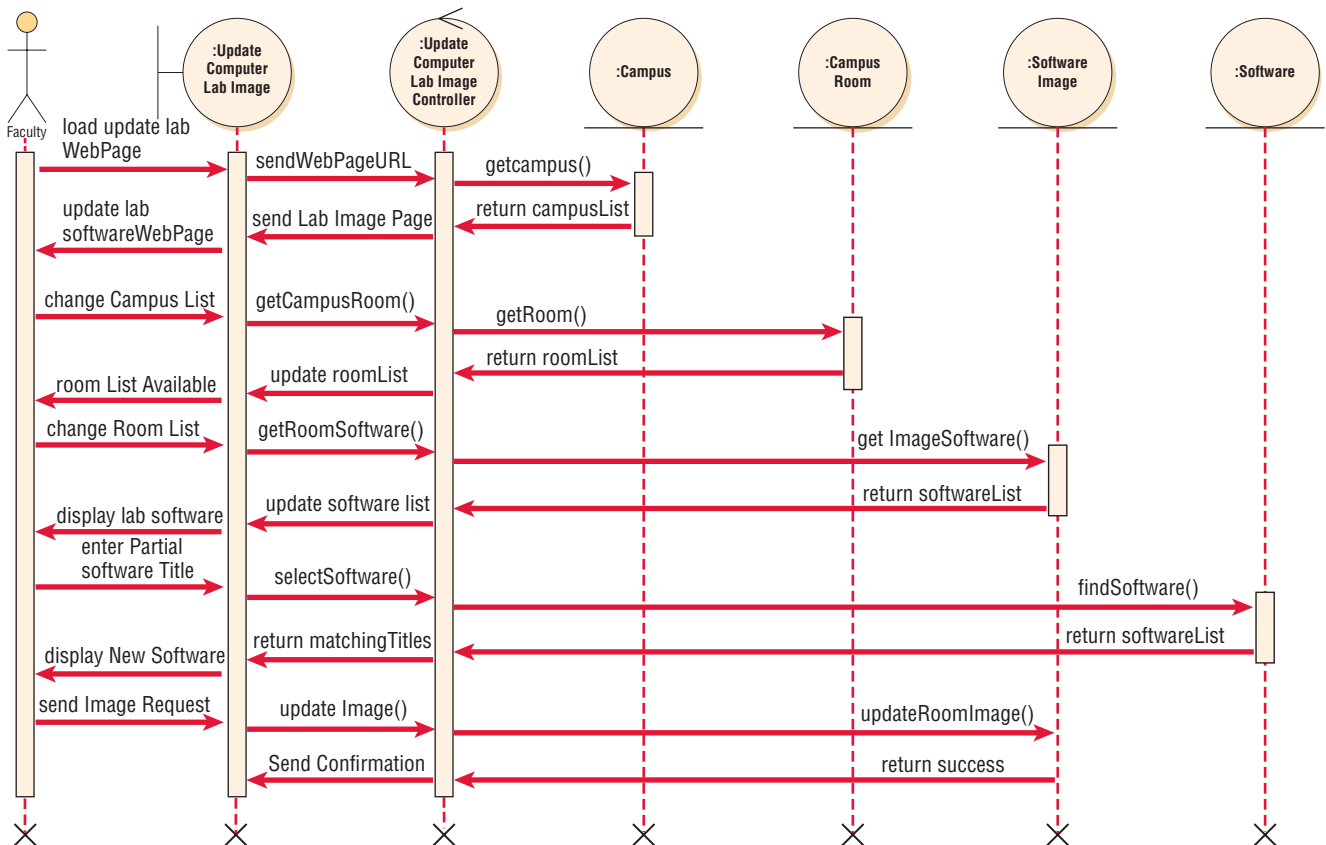 :Update
Computer
Lab Image
:Update
Computer
Lab Image
Controller
:Campus
:Campus
Room
:Software
Image
:Software
Faculty
load update lab
WebPage
sendWebPageURL
getcampus()
return campusList
send Lab Image Page
update lab
softwareWebPage
change Campus List
getCampusRoom()
getRoom()
return roomList
update roomList
room List Available
change Room List
getRoomSoftware()
get ImageSoftware()
return softwareList
update software list
display lab software
enter Partial
software Title
selectSoftware()
findSoftware()
return softwareList
return matchingTitles
display New Software
send Image Request
update Image()
updateRoomImage()
return success
Send Confirmation